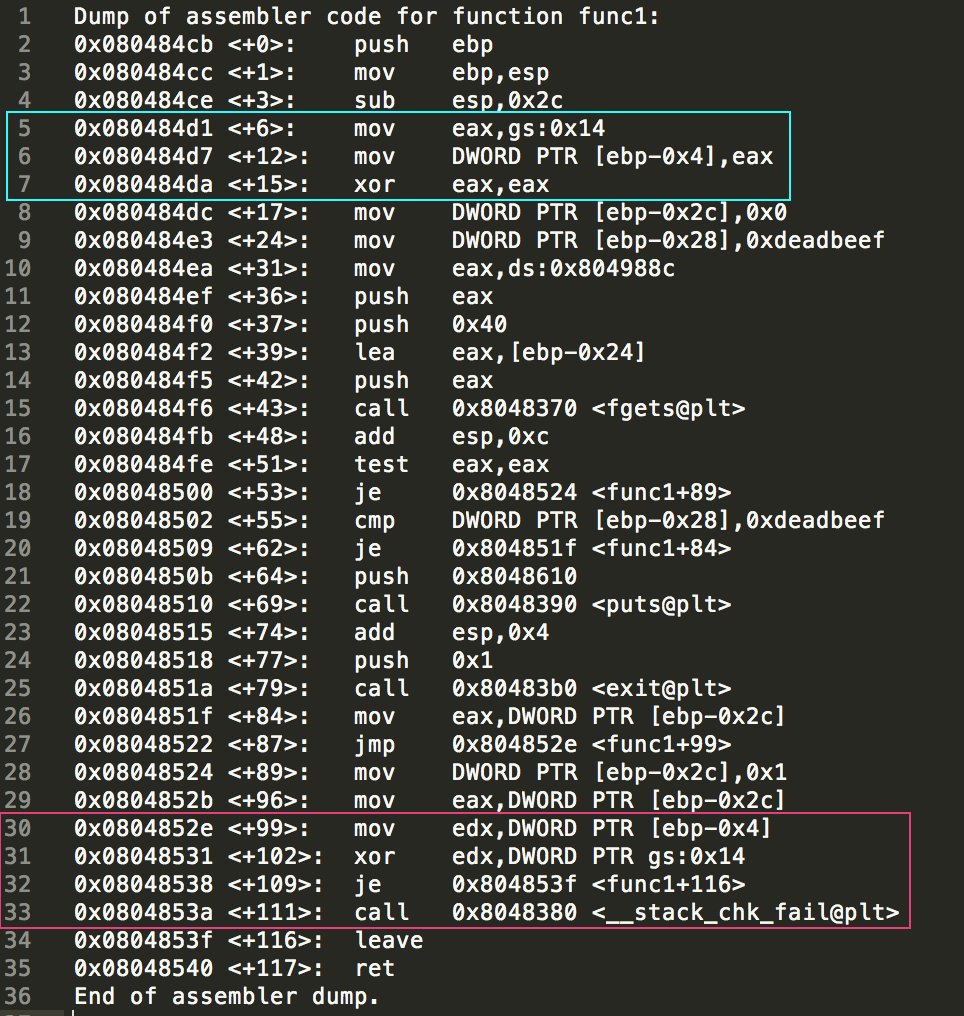 1 Dump of assembler code for function func1:
2 0x080484cb <+0>: push ebp
3 0x080484cc <+1>: mov ebp,esp
4 0x080484ce <+3>: sub esp,0x2c
5 0x080484d1 <+6>: mov eax,gs:0x14
6 0x080484d7 <+12>: mov DWORD PTR [ebp-0x4],eax
7 0x080484da <+15>: xor eax,eax
8 0x080484dc <+17>: mov DWORD PTR [ebp-0x2c],0x0
9 0x080484e3 <+24>: mov DWORD PTR [ebp-0x28],0xdeadbeef
10 0x080484ea <+31>: mov eax,ds:0x804988c
11 0x080484ef <+36>: push eax
12 0x080484f0 <+37>: push 0x40
13 0x080484f2 <+39>: lea eax,[ebp-0x24]
14 0x080484f5 <+42>: push eax
15 0x080484f6 <+43>: call 0x8048370 <fgets@plt>
16 0x080484fb <+48>: add esp,0xc
17 0x080484fe <+51>: test eax,eax
18 0x08048500 <+53>: je 0x8048524 <func1+89>
19 0x08048502 <+55>: cmp DWORD PTR [ebp-0x28],0xdeadbeef
20 0x08048509 <+62>: je 0x804851f <func1+84>
21 0x0804850b <+64>: push 0x8048610
22 0x08048510 <+69>: call 0x8048390 <puts@plt>
23 0x08048515 <+74>: add esp,0x4
24 0x08048518 <+77>: push 0x1
25 0x0804851a <+79>: call 0x80483b0 <exit@plt>
26 0x0804851f <+84>: mov eax,DWORD PTR [ebp-0x2c]
27 0x08048522 <+87>: jmp 0x804852e <func1+99>
28 0x08048524 <+89>: mov DWORD PTR [ebp-0x2c],0x1
29 0x0804852b <+96>: mov eax,DWORD PTR [ebp-0x2c]
30 0x0804852e <+99>: mov edx,DWORD PTR [ebp-0x4]
31 0x08048531 <+102>: xor edx,DWORD PTR gs:0x14
32 0x08048538 <+109>: je 0x804853f <func1+116>
33 0x0804853a <+111>: call 0x8048380 <__stack_chk_fail@plt>
34 0x0804853f <+116>: leave
35 0x08048540 <+117>: ret
36 End of assembler dump.